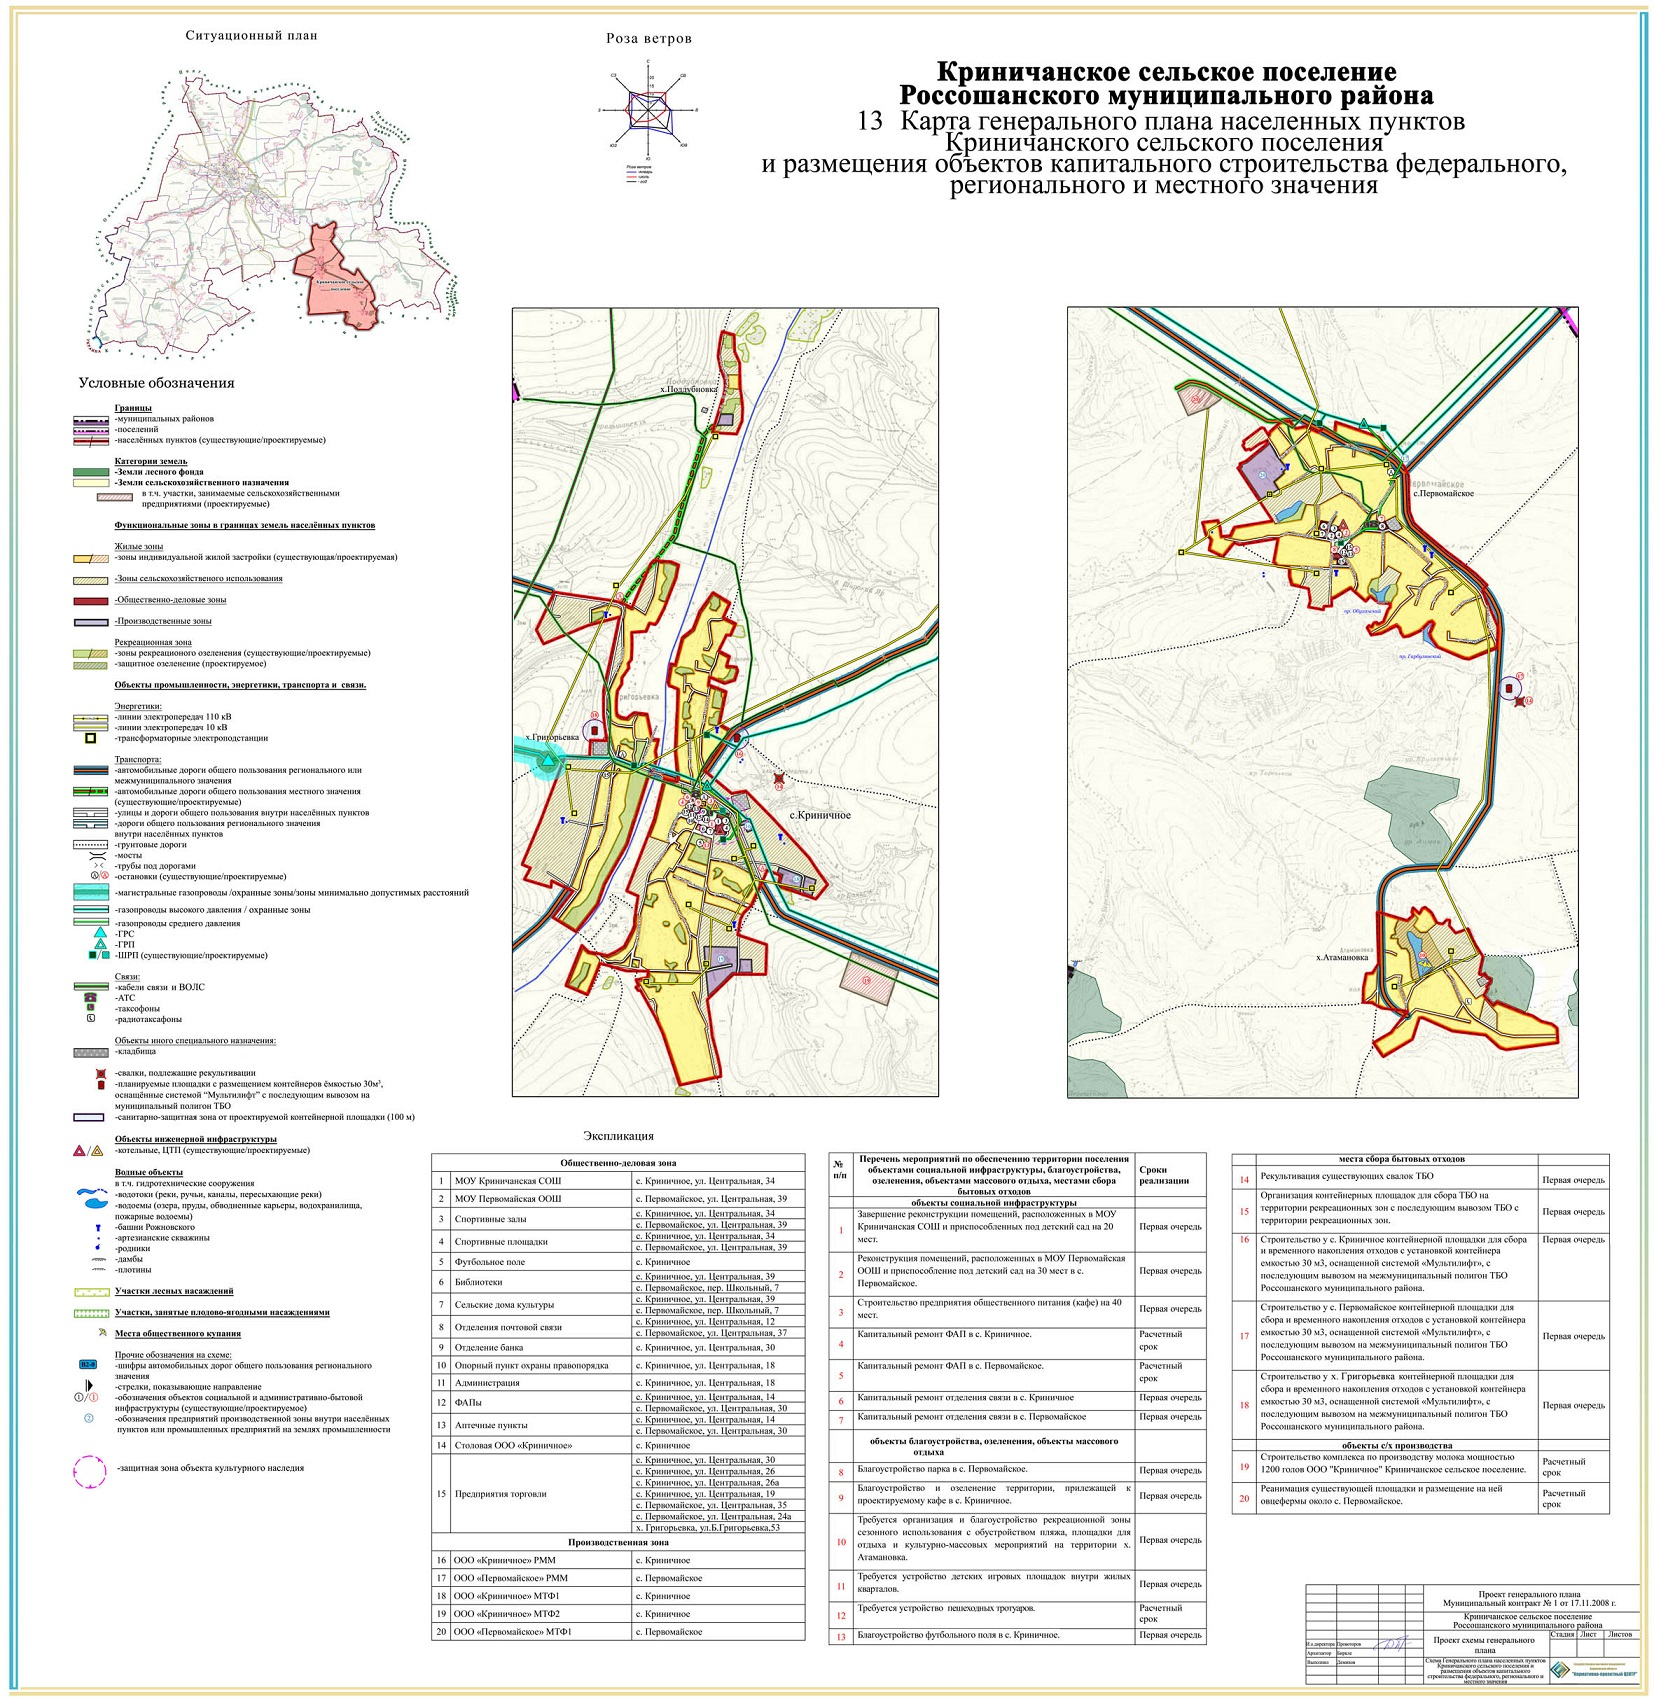 Ситуационный план
Роза ветров
Криничанское сельское поселение
Россошанского муниципального района
13 Карта генерального плана населенных пунктов
Криничанского сельского поселения
и размещения объектов капитального строительства федерального,
регионального и местного значения
С
СВ
В
ЮВ
Ю
ЮЗ
З
СЗ
Роза ветров
январь
июль
год
Криничанское сельское
поселение
Условные обозначения
Границы
-муниципальных районов
-поселений
-населённых пунктов (существующие/проектируемые)
Категории земель
-Земли лесного фонда
-Земли сельскохозяйственного назначения
в т.ч. участки, занимаемые сельскохозяйственными
предприятиями (проектируемые)
Функциональные зоны в границах земель населённых пунктов
Жилые зоны
-зоны индивидуальной жилой застройки (существующая/проектируемая)
-Зоны сельскохозяйственого использования
-Общественно-деловые зоны
-Производственные зоны
Рекреационная зона
-зоны рекреационого озеленения (существующие/проектируемые)
-защитное озеленение (проектируемое)
Объекты промышленности, энергетики, транспорта и связи.
Энергетики:
-линии электропередач 110 кВ
-линии электропередач 10 кВ
-трансформаторные электроподстанции
Транспорта:
-автомобильные дороги общего пользования регионального или
межмуниципального значения
-автомобильные дороги общего пользования местного значения
(существующие/проектируемые)
-улицы и дороги общего пользования внутри населённых пунктов
-дороги общего пользования регионального значения
внутри населённых пунктов
-грунтовые дороги
-мосты
-трубы под дорогами
-остановки (существующие/проектируемые)
-магистральные газопроводы /охранные зоны/зоны минимально допустимых расстояний
-газопроводы высокого давления / охранные зоны
-газопроводы среднего давления
-ГРС
-ГРП
-ШРП (существующие/проектируемые)
Связи:
-кабели связи и ВОЛС
-АТС
-таксофоны
-радиотаксафоны
Объекты иного специального назначения:
-кладбища
-свалки, подлежащие рекультивации
-планируемые площадки с размещением контейнеров ёмкостью 30м³,
оснащённые системой “Мультилифт” с последующим вывозом на
муниципальный полигон ТБО
-санитарно-защитная зона от проектируемой контейнерной площадки (100 м)
Объекты инженерной инфраструктуры
-котельные, ЦТП (существующие/проектируемые)
Водные объекты
в т.ч. гидротехнические сооружения
-водотоки (реки, ручьи, каналы, пересыхающие реки)
-водоемы (озера, пруды, обводненные карьеры, водохранилища,
пожарные водоемы)
-башни Рожновского
-артезианские скважины
-родники
-дамбы
-плотины
Участки лесных насаждений
Участки, занятые плодово-ягодными насаждениями
Места общественного купания
Прочие обозначения на схеме:
-шифры автомобильных дорог общего пользования регионального
значения
-стрелки, показывающие направление
-обозначения объектов социальной и административно-бытовой
инфраструктуры (существующие/проектируемое)
-обозначения предприятий производственной зоны внутри населённых
пунктов или промышленных предприятий на землях промышленности
-защитная зона объекта культурного наследия
х.Поддубновка
х.Григорьевка
с.Криничное
с.Первомайское
х.Атамановка
Экспликация
Общественно-деловая зона
1 МОУ Криничанская СОШ с. Криничное, ул. Центральная, 34
2 МОУ Первомайская ООШ с. Первомайское, ул. Центральная, 39
3 Спортивные залы с. Криничное, ул. Центральная, 34
с. Первомайское, ул. Центральная, 39
4 Спортивные площадки с. Криничное, ул. Центральная, 34
с. Первомайское, ул. Центральная, 39
5 Футбольное поле с. Криничное
6 Библиотеки с. Криничное, ул. Центральная, 39
с. Первомайское, пер. Школьный, 7
7 Сельские дома культуры с. Криничное, ул. Центральная, 39
с. Первомайское, пер. Школьный, 7
8 Отделения почтовой связи с. Криничное, ул. Центральная, 12
с. Первомайское, ул. Центральная, 37
9 Отделение банка с. Криничное, ул. Центральная, 30
10 Опорный пункт охраны правопорядка с. Криничное, ул. Центральная, 18
11 Администрация с. Криничное, ул. Центральная, 18
12 ФАПы с. Криничное, ул. Центральная, 14
с. Первомайское, ул. Центральная, 30
13 Аптечные пункты с. Криничное, ул. Центральная, 14
с. Первомайское, ул. Центральная, 30
14 Столовая ООО «Криничное» с. Криничное
15 Предприятия торговли с. Криничное, ул. Центральная, 30
с. Криничное, ул. Центральная, 26
с. Криничное, ул. Центральная, 26а
с. Криничное, ул. Центральная, 19
с. Первомайское, ул. Центральная, 35
с. Первомайское, ул. Центральная, 24а
х. Григорьевка, ул.Б.Григорьевка,53
Производственная зона
16 ООО «Криничное» РММ с. Криничное
17 ООО «Первомайское» РММ с. Первомайское
18 ООО «Криничное» МТФ1 с. Криничное
19 ООО «Криничное» МТФ2 с. Криничное
20 ООО «Первомайское» МТФ1 с. Первомайское
№ п/п
Перечень мероприятий по обеспечению территории поселения
объектами социальной инфраструктуры, благоустройства,
озеленения, объектами массового отдыха, местами сбора
бытовых отходов
Сроки реализации
объекты социальной инфраструктуры
1 Завершение реконструкции помещений, расположенных в МОУ
Криничанская СОШ и приспособленных под детский сад на 20
мест.
Первая очередь
2 Реконструкция помещений, расположенных в МОУ Первомайская
ООШ и приспособление под детский сад на 30 мест в с.
Первомайское.
Первая очередь
3 Строительство предприятия общественного питания (кафе) на 40
мест.
Первая очередь
4 Капитальный ремонт ФАП в с. Криничное. Расчетный срок
5 Капитальный ремонт ФАП в с. Первомайское. Расчетный срок
6 Капитальный ремонт отделения связи в с. Криничное Первая очередь
7 Капитальный ремонт отделения связи в с. Первомайское Первая очередь
объекты благоустройства, озеленения, объекты массового
отдыха
8 Благоустройство парка в с. Первомайское. Первая очередь
9 Благоустройство и озеленение территории, прилежащей к
проектируемому кафе в с. Криничное.
Первая очередь
10 Требуется организация и благоустройство рекреационной зоны
сезонного использования с обустройством пляжа, площадки для
отдыха и культурно-массовых мероприятий на территории х.
Атамановка.
Первая очередь
11 Требуется устройство детских игровых площадок внутри жилых
кварталов.
Первая очередь
12 Требуется устройство пешеходных тротуаров. Расчетный срок
13 Благоустройство футбольного поля в с. Криничное. Первая очередь
места сбора бытовых отходов
14 Рекультивация существующих свалок ТБО Первая очередь
15 Организация контейнерных площадок для сбора ТБО на
территории рекреационных зон с последующим вывозом ТБО с
территории рекреационных зон.
Первая очередь
16 Строительство у с. Криничное контейнерной площадки для сбора
и временного накопления отходов с установкой контейнера
емкостью 30 м3, оснащенной системой «Мультилифт», с
последующим вывозом на межмуниципальный полигон ТБО
Россошанского муниципального района.
Первая очередь
17 Строительство у с. Первомайское контейнерной площадки для
сбора и временного накопления отходов с установкой контейнера
емкостью 30 м3, оснащенной системой «Мультилифт», с
последующим вывозом на межмуниципальный полигон ТБО
Россошанского муниципального района.
Первая очередь
18 Строительство у х. Григорьевка контейнерной площадки для
сбора и временного накопления отходов с установкой контейнера
емкостью 30 м3, оснащенной системой «Мультилифт», с
последующим вывозом на межмуниципальный полигон ТБО
Россошанского муниципального района.
Первая очередь
объекты с/х производства
19 Строительство комплекса по производству молока мощностью
1200 голов ООО "Криничное" Криничанское сельское поселение.
Расчетный срок
20 Реанимация существующей площадки и размещение на ней
овцефермы около с. Первомайское.
Расчетный срок
Проект генерального плана
Муниципальный контракт № 1 от 17.11.2008 г.
Криничанское сельское поселение
Россошанского муниципального района
Проект схемы генерального
плана
Стадия Лист Листов
Схема Генерального плана населенных пунктов
Криничанского сельского поселения и
размещения объектов капитального
строительства федерального, регионального и
местного значения
"Нормативно-проектный ЦЕНТР"